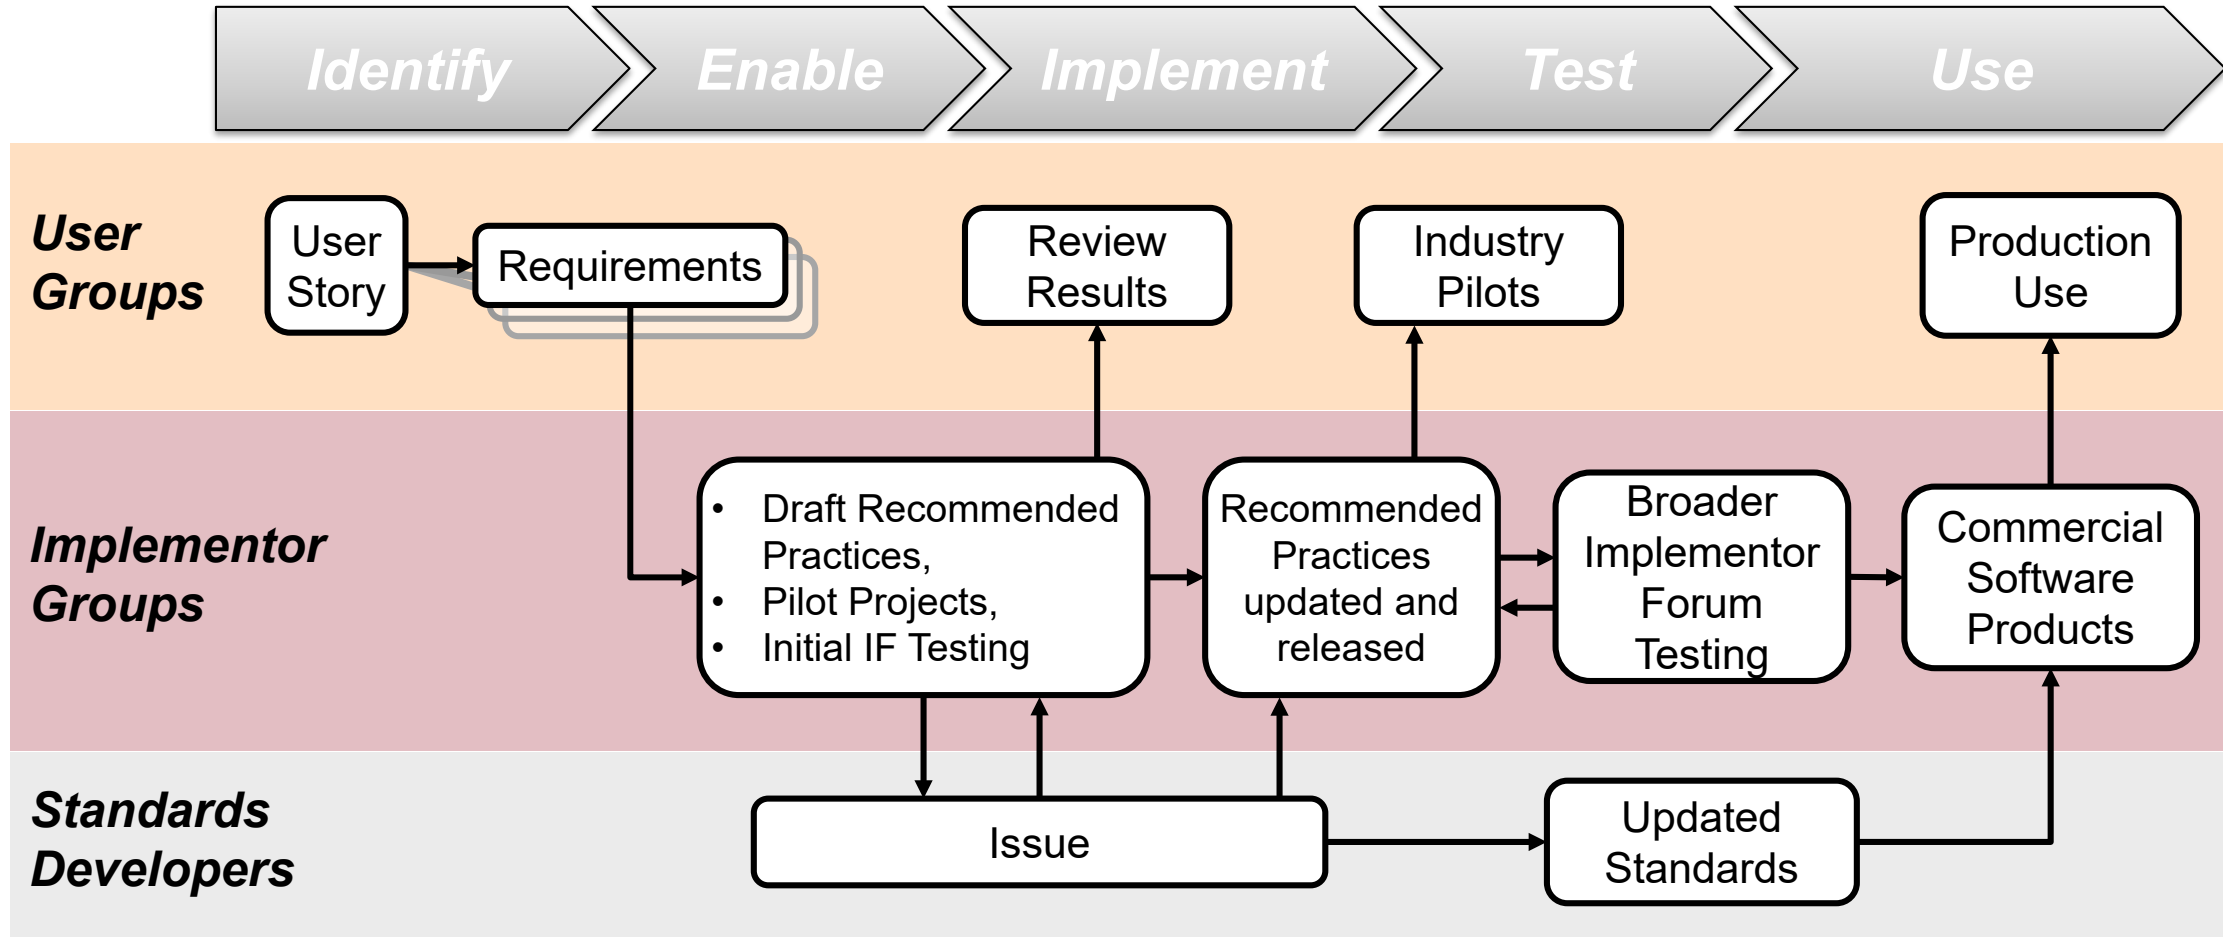 Identify
Enable
Implement
Test
Use
User
Groups
User
Story
Requirements
Review
Results
Industry
Pilots
Production
Use
Implementor
Groups
• Draft Recommended
Practices,
• Pilot Projects,
• Initial IF Testing
Recommended
Practices
updated and
released
Broader
Implementor
Forum
Testing
Commercial
Software
Products
Standards
Developers
Issue
Updated
Standards